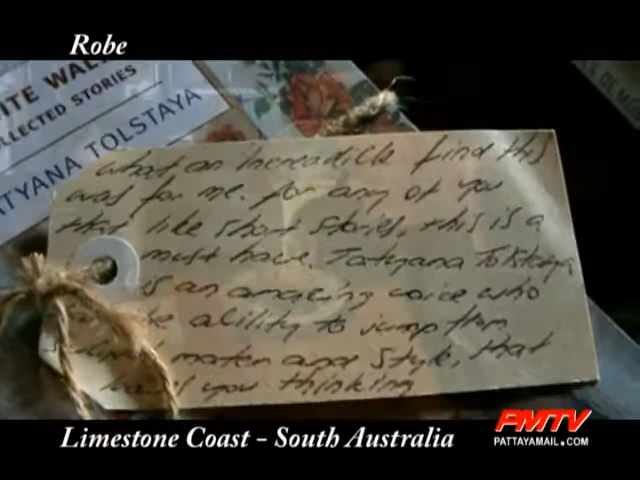 Robe
ITE WAL
LLECTED STORIES
ATYANA TOLSTAYA
what an Incredible find this
was for me. for any of you
that like short stories, this is a
must have. Tatyana Tolstaya
is an amazing voice who
ability to jump from
mater and style, that
you thinking
Limestone Coast - South Australia
PMTV
PATTAYAMAIL.COM